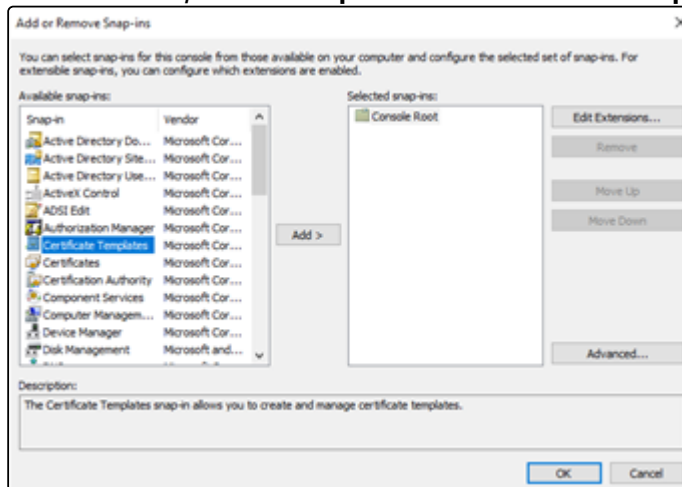 Add or Remove Snap-ins
You can select snap-ins for this console from those available on your computer and configure the selected set of snap-ins. For
extensible snap-ins, you can configure which extensions are enabled.
Available snap-ins:
Selected snap-ins:
Snap-in Vendor
Active Directory Do... Microsoft Cor...
Active Directory Site... Microsoft Cor...
Active Directory Use... Microsoft Cor...
ActiveX Control Microsoft Cor...
ADSI Edit Microsoft Cor...
Authorization Manager Microsoft Cor...
Certificate Templates Microsoft Cor...
Certificates Microsoft Cor...
Certification Authority Microsoft Cor...
Component Services Microsoft Cor...
Computer Managem... Microsoft Cor...
Device Manager Microsoft Cor...
Disk Management Microsoft and...
Add >
Console Root
Edit Extensions...
Remove
Move Up
Move Down
Advanced...
Description:
The Certificate Templates snap-in allows you to create and manage certificate templates.
OK Cancel